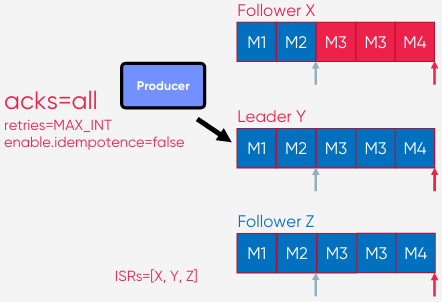 Follower X
M1 M2 M3 M3 M4
Producer
acks=all
retries=MAX_INT
enable.idempotence=false
Leader Y
M1 M2 M3 M3 M4
Follower Z
M1 M2 M3 M3 M4
ISRs=[X, Y, Z]